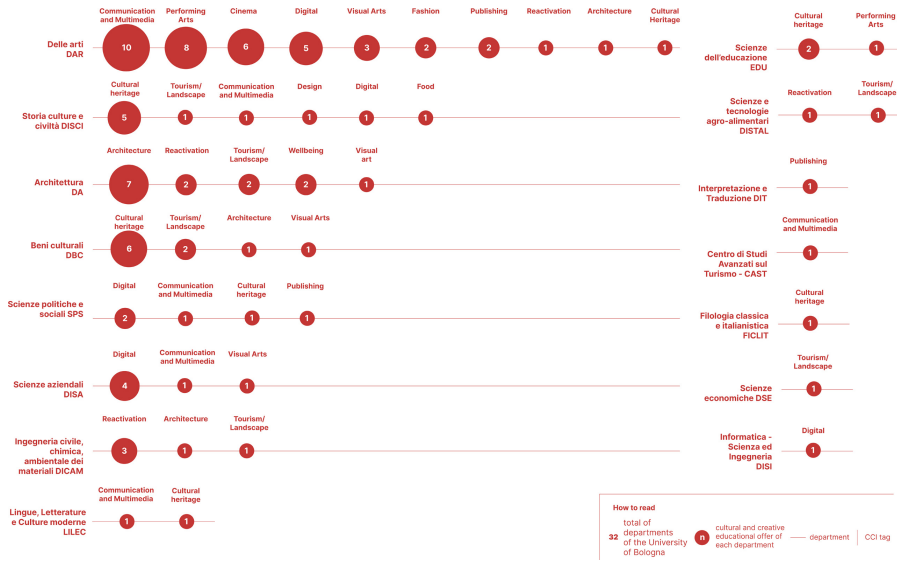 Communication
and Multimedia
Performing
Arts
Cinema
Digital
Visual Arts
Fashion
Publishing
Reactivation
Architecture
Cultural
Heritage
Delle arti
DAR
10
8
6
5
3
2
2
1
1
1
Cultural
heritage
Tourism/
Landscape
Communication
and Multimedia
Design
Digital
Food
Storia culture e
civiltà DISCI
5
1
1
1
1
1
Architecture
Reactivation
Tourism/
Landscape
Wellbeing
Visual
art
Architettura
DA
7
2
2
2
1
Cultural
heritage
Tourism/
Landscape
Architecture
Visual Arts
Beni culturali
DBC
6
2
1
1
Digital
Communication
and Multimedia
Cultural
heritage
Publishing
Scienze politiche e
sociali SPS
2
1
1
1
Digital
Communication
and Multimedia
Visual Arts
Scienze aziendali
DISA
4
1
1
Reactivation
Architecture
Tourism/
Landscape
Ingegneria civile,
chimica,
ambientale dei
materiali DICAM
3
1
1
Communication
and Multimedia
Cultural
heritage
Lingue, Letterature
e Culture moderne
LILEC
1
1
Cultural
heritage
Performing
Arts
Scienze
dell'educazione
EDU
2
1
Reactivation
Tourism/
Landscape
Scienze e
tecnologie
agro-alimentari
DISTAL
1
1
Publishing
Interpretazione e
Traduzione DIT
1
Communication
and Multimedia
Centro di Studi
Avanzati sul
Turismo - CAST
1
Cultural
heritage
Filologia classica
e italianistica
FICLIT
1
Tourism/
Landscape
Scienze
economiche DSE
1
Digital
Informatica -
Scienza ed
Ingegneria
DISI
1
How to read
32
total of
departments
of the University
of Bologna
n
cultural and creative
educational offer of
each department
department
CCI tag